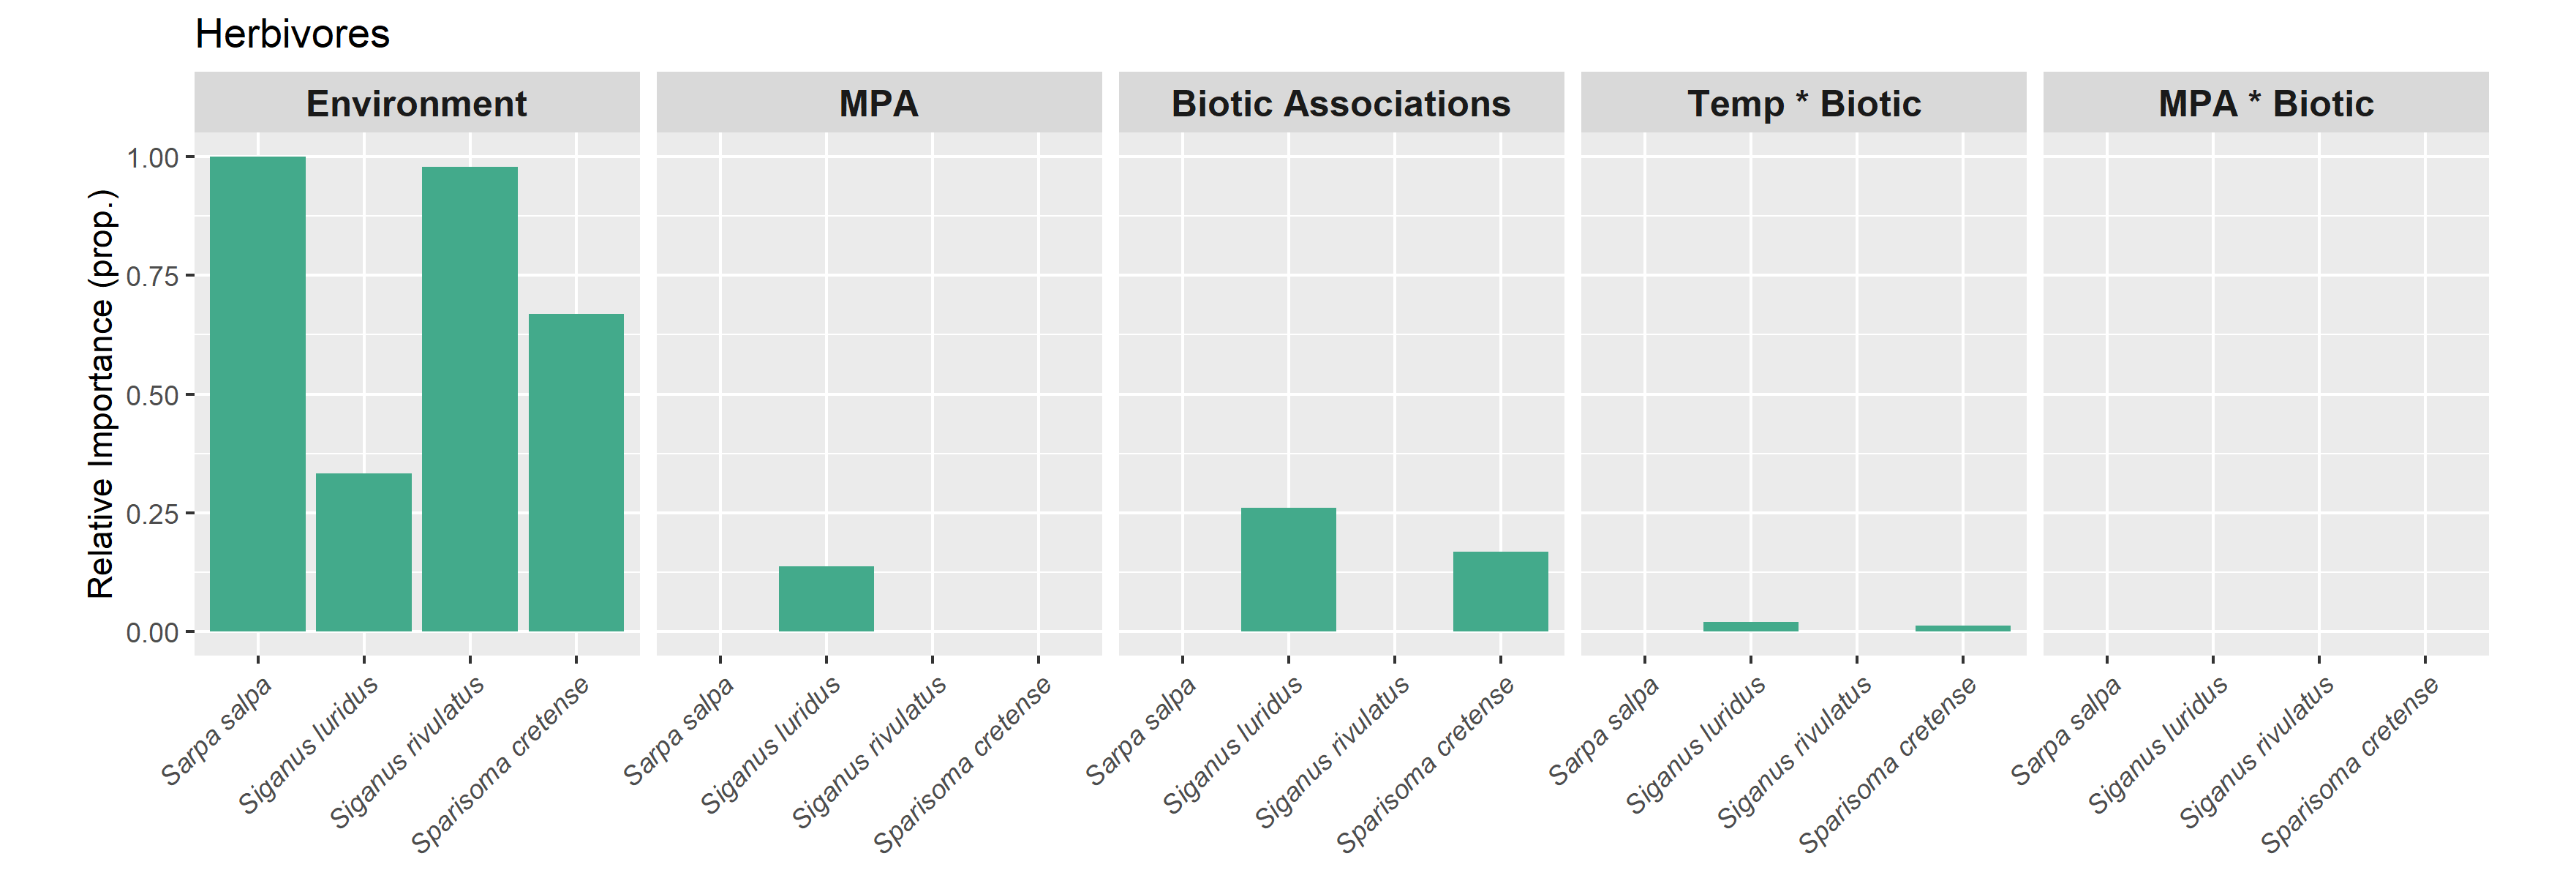 Herbivores
Environment
MPA
Biotic Associations
Temp * Biotic
MPA * Biotic
Relative Importance (prop.)
1.00
0.75
0.50
0.25
0.00
Sarpa salpa
Siganus luridus
Siganus rivulatus
Sparisoma cretense
Sarpa salpa
Siganus luridus
Siganus rivulatus
Sparisoma cretense
Sarpa salpa
Siganus luridus
Siganus rivulatus
Sparisoma cretense
Sarpa salpa
Siganus luridus
Siganus rivulatus
Sparisoma cretense
Sarpa salpa
Siganus luridus
Siganus rivulatus
Sparisoma cretense